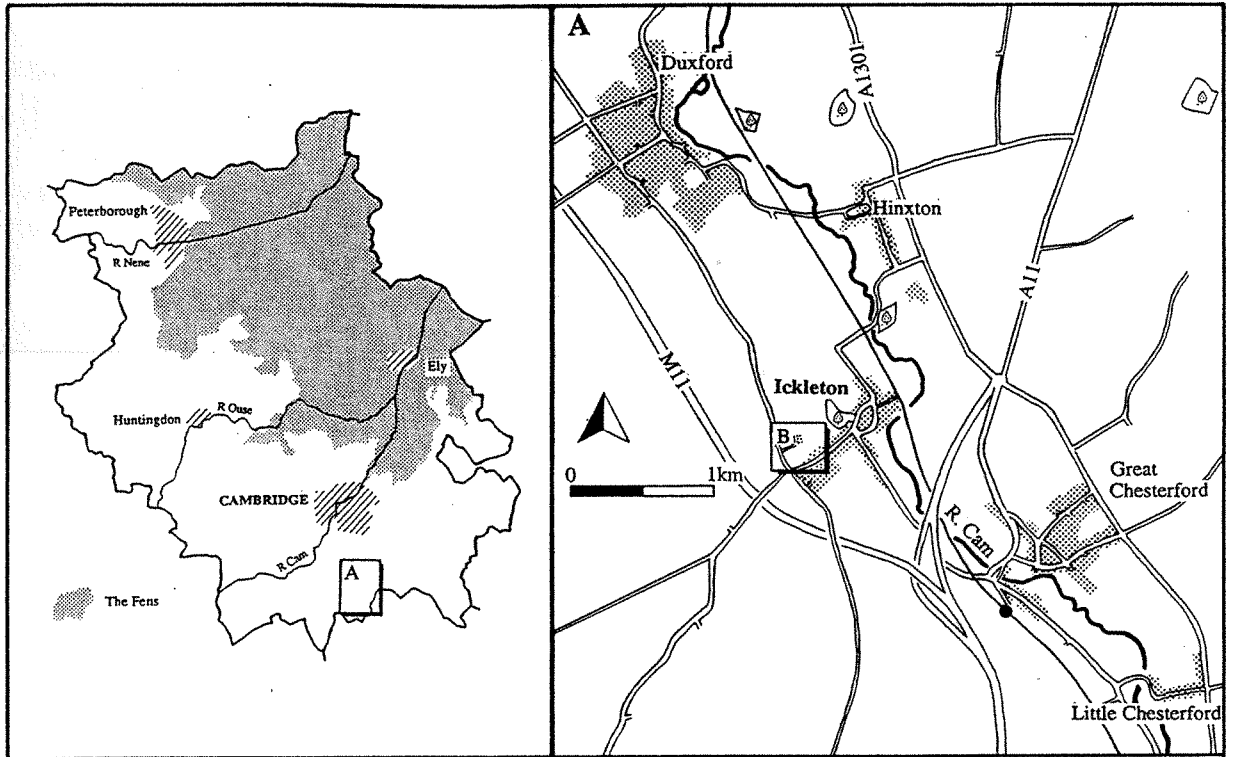 Peterborough
R Nene
Ely
Huntingdon
R Ouse
CAMBRIDGE
R Cam
A
The Fens
A
Duxford
A1301
Hinxton
A11
M11
Ickleton
B
0 1km
Great
Chesterford
R. Cam
Little Chesterford